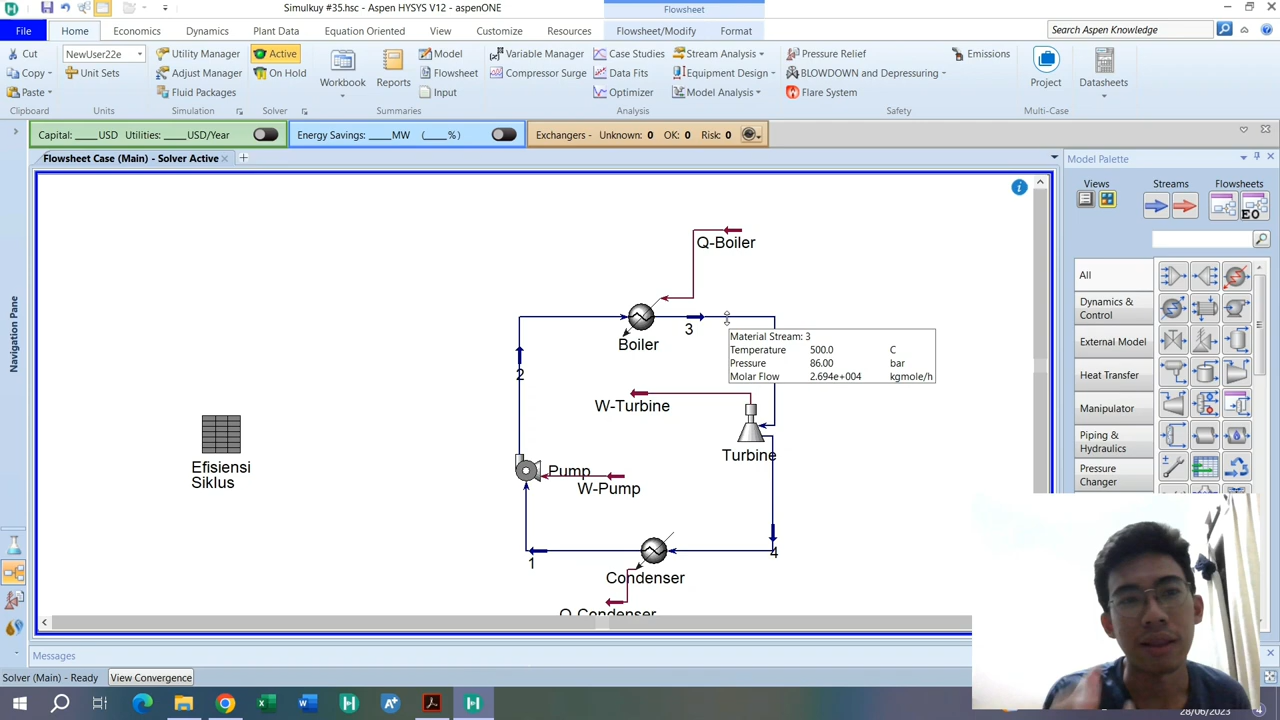 Simulkuy #35.hsc - Aspen HYSYS V12 - aspenONE
Flowsheet
File Home Economics Dynamics Plant Data Equation Oriented View Customize Resources Flowsheet/Modify Format
Search Aspen Knowledge
Cut NewUser22e Utility Manager Active Model Variable Manager Case Studies Stream Analysis Pressure Relief Emissions
Copy Unit Sets Adjust Manager On Hold Workbook Reports Flowsheet Compressor Surge Data Fits Equipment Design BLOWDOWN and Depressuring Project Datasheets
Paste Fluid Packages Input Optimizer Model Analysis Flare System
Clipboard Units Simulation Solver Summaries Analysis Safety Multi-Case
Capital: ____USD Utilities: ____USD/Year Energy Savings: ____MW (____%) Exchangers - Unknown: 0 OK: 0 Risk: 0
Flowsheet Case (Main) - Solver Active
Model Palette
Views Streams Flowsheets
EO
Navigation Pane
All
Dynamics & Control
External Model
Heat Transfer
Manipulator
Piping & Hydraulics
Pressure Changer
Q-Boiler
3
Boiler
Material Stream: 3
Temperature 500.0 C
Pressure 86.00 bar
Molar Flow 2.694e+004 kgmole/h
2
W-Turbine
Turbine
Efisiensi
Siklus
Pump
W-Pump
4
1
Condenser
Q-Condenser
Messages
Solver (Main) - Ready View Convergence
28/06/2023